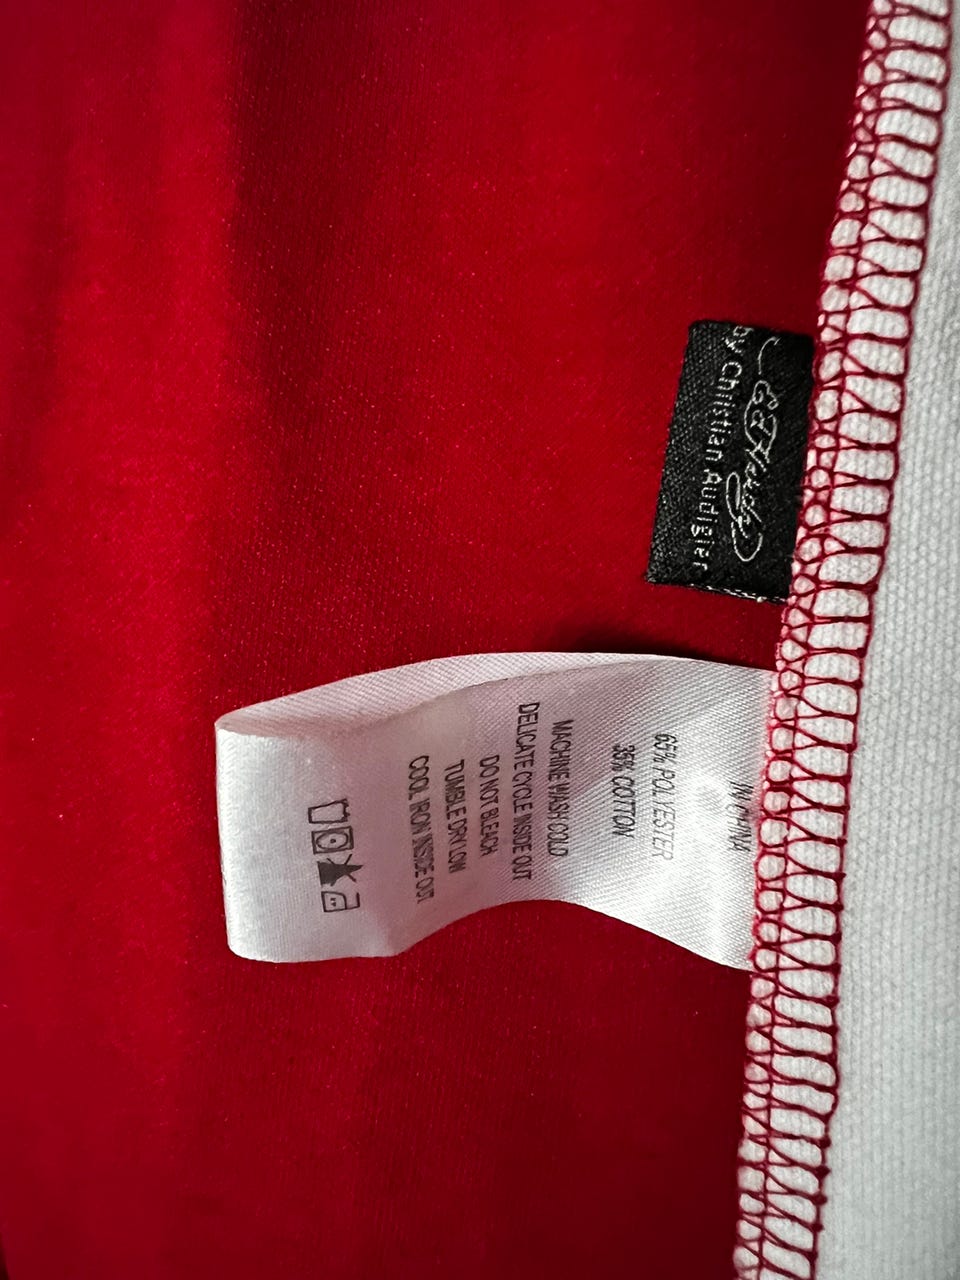 Ed Hardy
by Christian Audigier
IN CHINA
65% POLYESTER
35% COTTON
MACHINE WASH COLD
DELICATE CYCLE INSIDE OUT
DO NOT BLEACH
TUMBLE DRY LOW
COOL IRON INSIDE OUT.